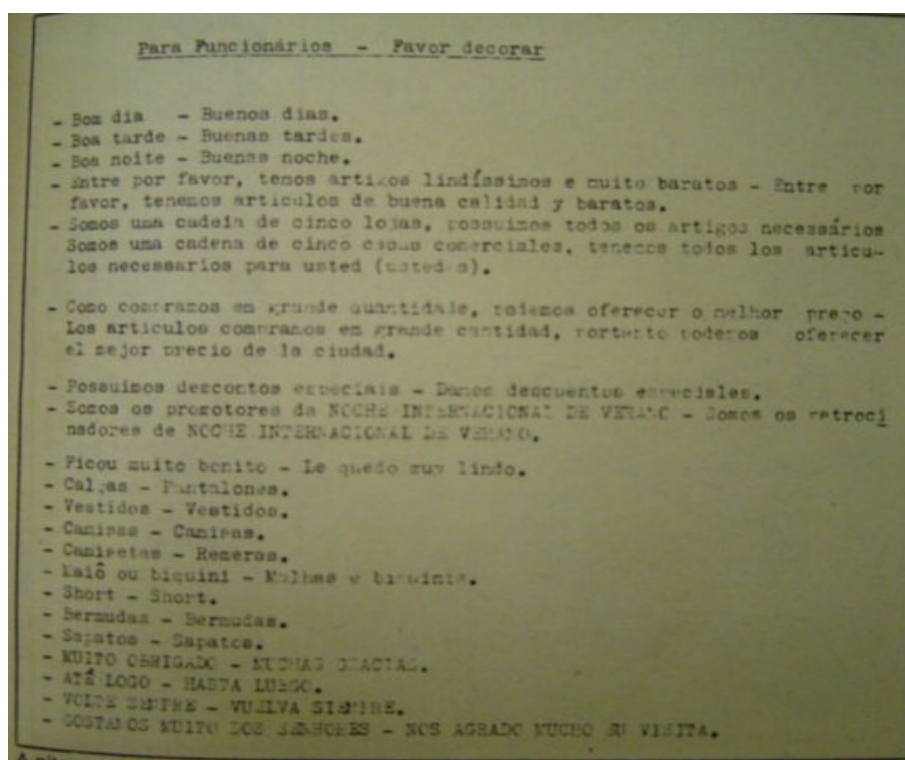 Para Funcionários - Favor decorar
- Bom dia - Buenos dias.
- Boa tarde - Buenas tardes.
- Boa noite - Buenas noche.
- Entre por favor, temos artigos lindíssimos e muito baratos - Entre por
favor, tenemos articulos de buena calidad y baratos.
- Somos uma cadeia de cinco lojas, possuimos todos os artigos necessários
Somos uma cadena de cinco casas comerciales, tenemos todos los articu-
los necessarios para usted (ustedes).
- Como compramos em grande quantidade, podemos oferecer o melhor preço -
Los articulos compramos en grande cantidad, portanto podemos oferecer
el mejor precio de la ciudad.
- Possuimos descontos especiais - Damos descuentos especiales.
- Somos os promotores da NOCHE INTERNACIONAL DE VERANO - Somos os patroci
nadores de NOCHE INTERNACIONAL DE VERANO.
- Ficou muito bonito - Le quedo muy lindo.
- Calças - Pantalones.
- Vestidos - Vestidos.
- Camisas - Camisas.
- Camisetas - Remeras.
- Maiô ou biquini - Malhas e biquinis.
- Short - Short.
- Bermudas - Bermudas.
- Sapatos - Sapatos.
- MUITO OBRIGADO - MUCHAS GRACIAS.
- ATÉ LOGO - HASTA LUEGO.
- VOLTE SEMPRE - VUELVA SIEMPRE.
- GOSTAMOS MUITO DOS SENHORES - NOS AGRADO MUCHO SU VISITA.